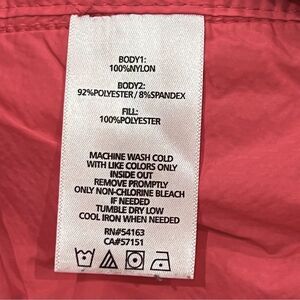 BODY1:
100%NYLON
BODY2:
92%POLYESTER / 8%SPANDEX
FILL:
100%POLYESTER
MACHINE WASH COLD
WITH LIKE COLORS ONLY
INSIDE OUT
REMOVE PROMPTLY
ONLY NON-CHLORINE BLEACH
IF NEEDED
TUMBLE DRY LOW
COOL IRON WHEN NEEDED
RN#54163
CA#57151